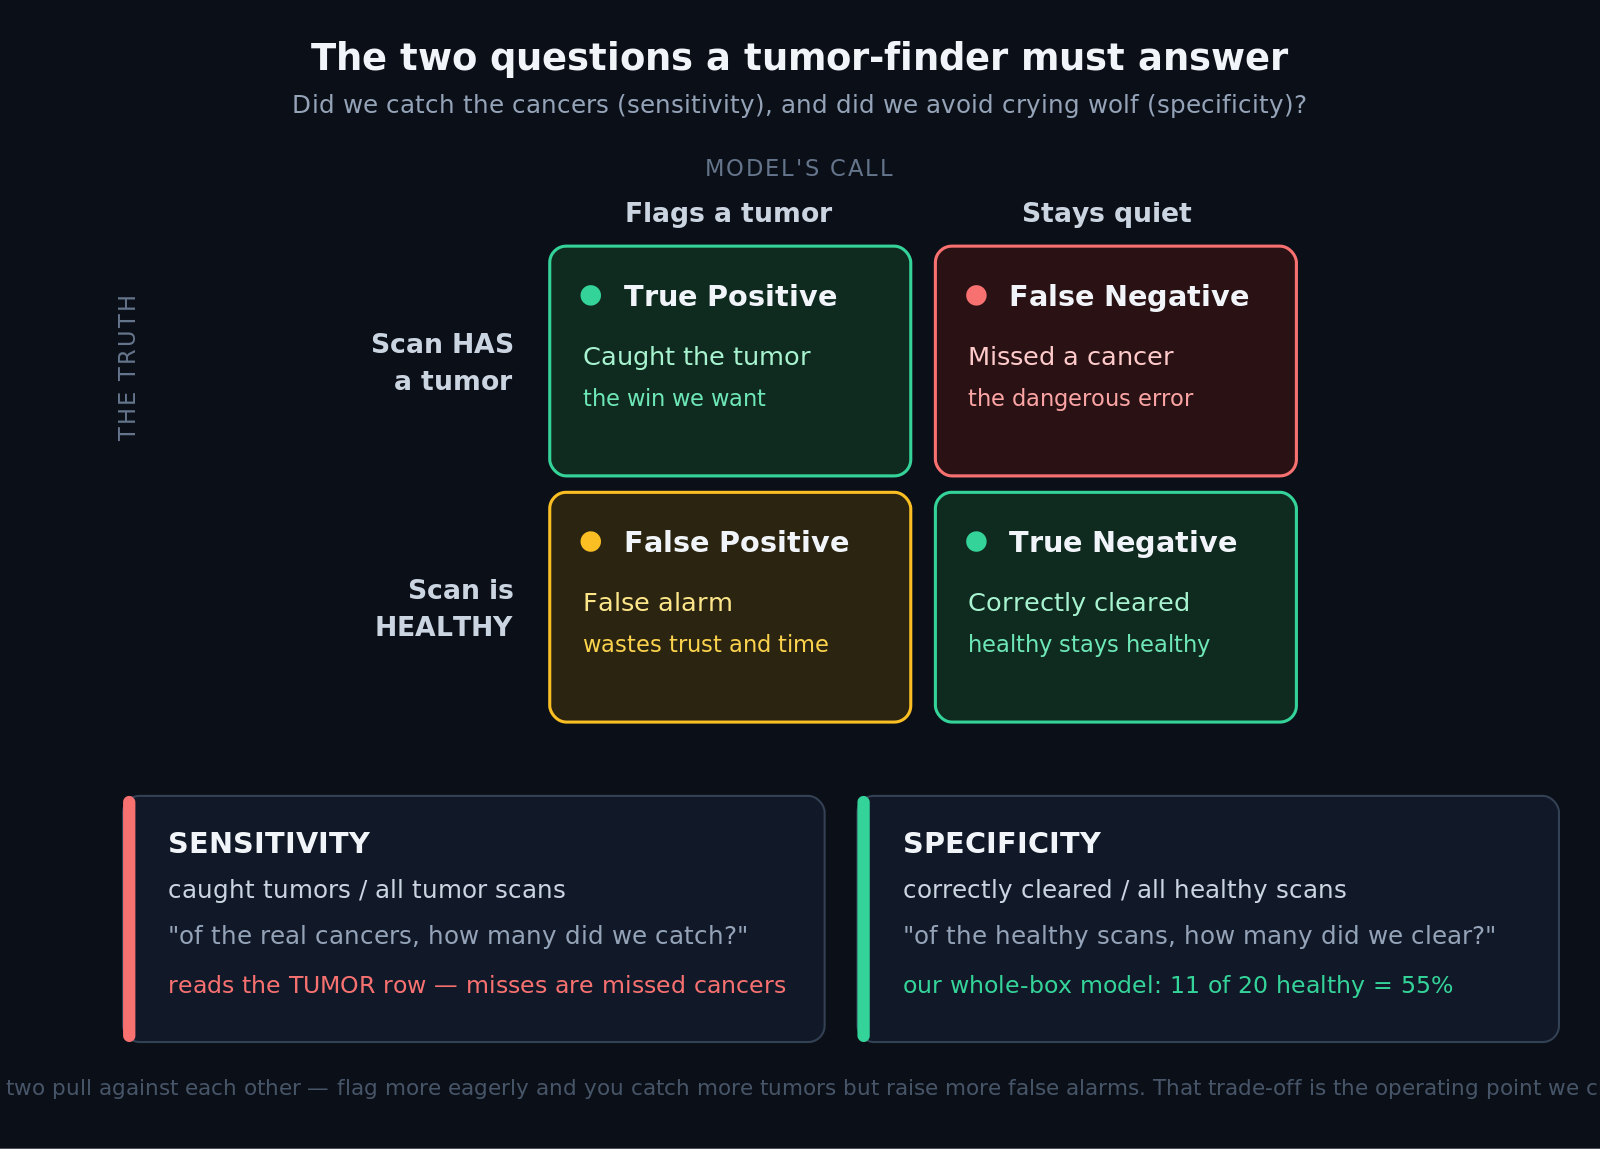 The two questions a tumor-finder must answer
Did we catch the cancers (sensitivity), and did we avoid crying wolf (specificity)?
MODEL'S CALL
Flags a tumor
Stays quiet
THE TRUTH
Scan HAS
a tumor
True Positive
Caught the tumor
the win we want
False Negative
Missed a cancer
the dangerous error
Scan is
HEALTHY
False Positive
False alarm
wastes trust and time
True Negative
Correctly cleared
healthy stays healthy
SENSITIVITY
caught tumors / all tumor scans
"of the real cancers, how many did we catch?"
reads the TUMOR row — misses are missed cancers
SPECIFICITY
correctly cleared / all healthy scans
"of the healthy scans, how many did we clear?"
our whole-box model: 11 of 20 healthy = 55%
two pull against each other — flag more eagerly and you catch more tumors but raise more false alarms. That trade-off is the operating point we